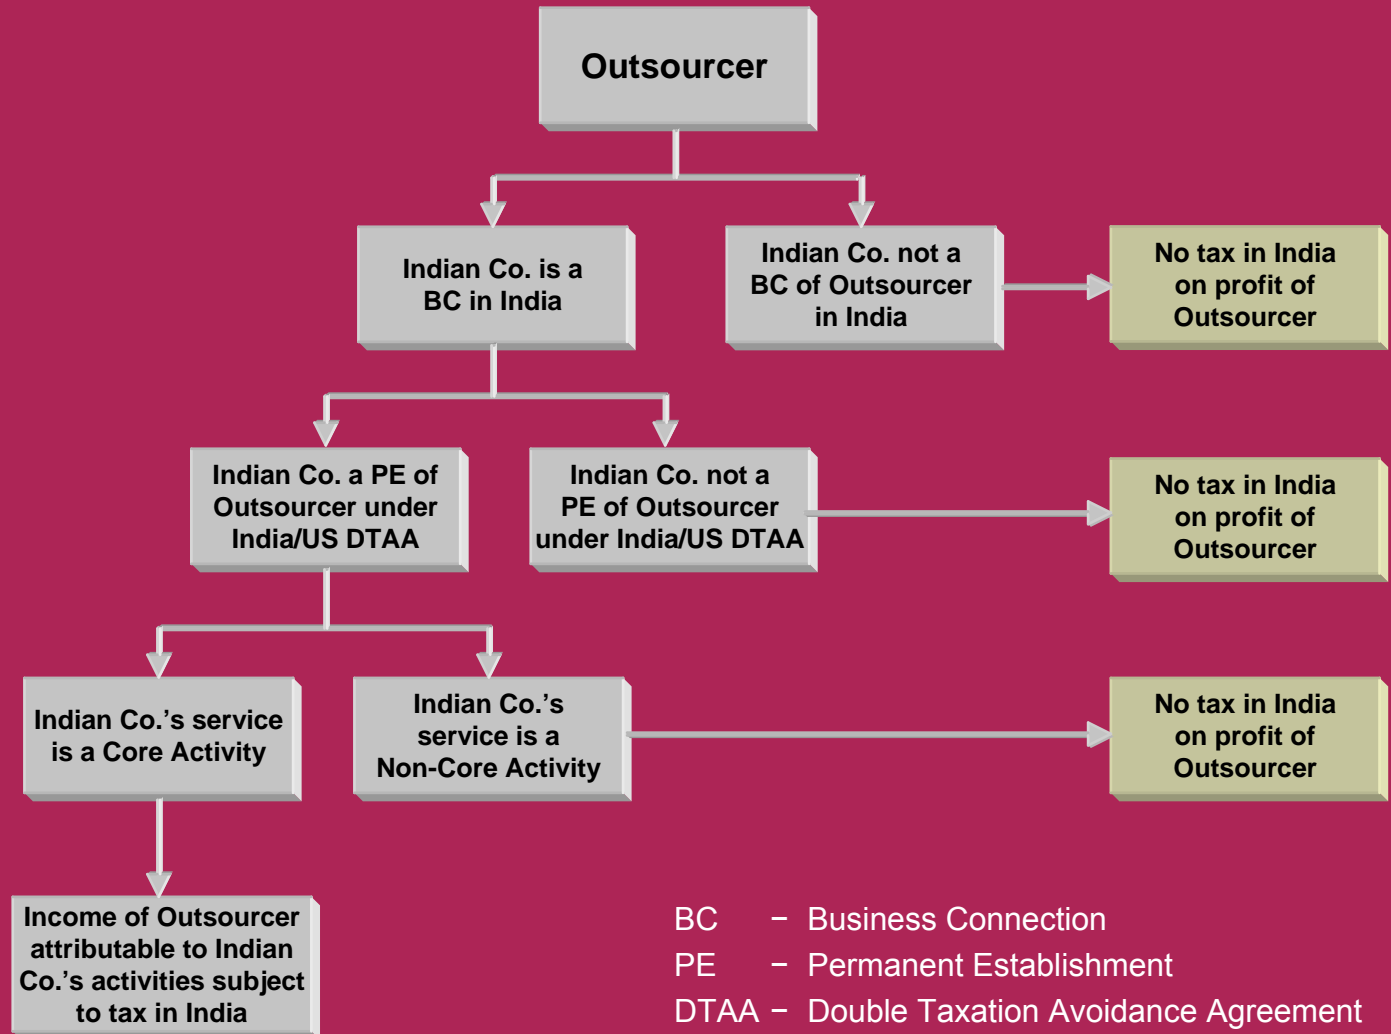 Outsourcer
Indian Co. is a
BC in India
Indian Co. not a
BC of Outsourcer
in India
No tax in India
on profit of
Outsourcer
Indian Co. a PE of
Outsourcer under
India/US DTAA
Indian Co. not a
PE of Outsourcer
under India/US DTAA
No tax in India
on profit of
Outsourcer
Indian Co.’s service
is a Core Activity
Indian Co.’s
service is a
Non-Core Activity
No tax in India
on profit of
Outsourcer
Income of Outsourcer
attributable to Indian
Co.’s activities subject
to tax in India
BC – Business Connection
PE – Permanent Establishment
DTAA – Double Taxation Avoidance Agreement